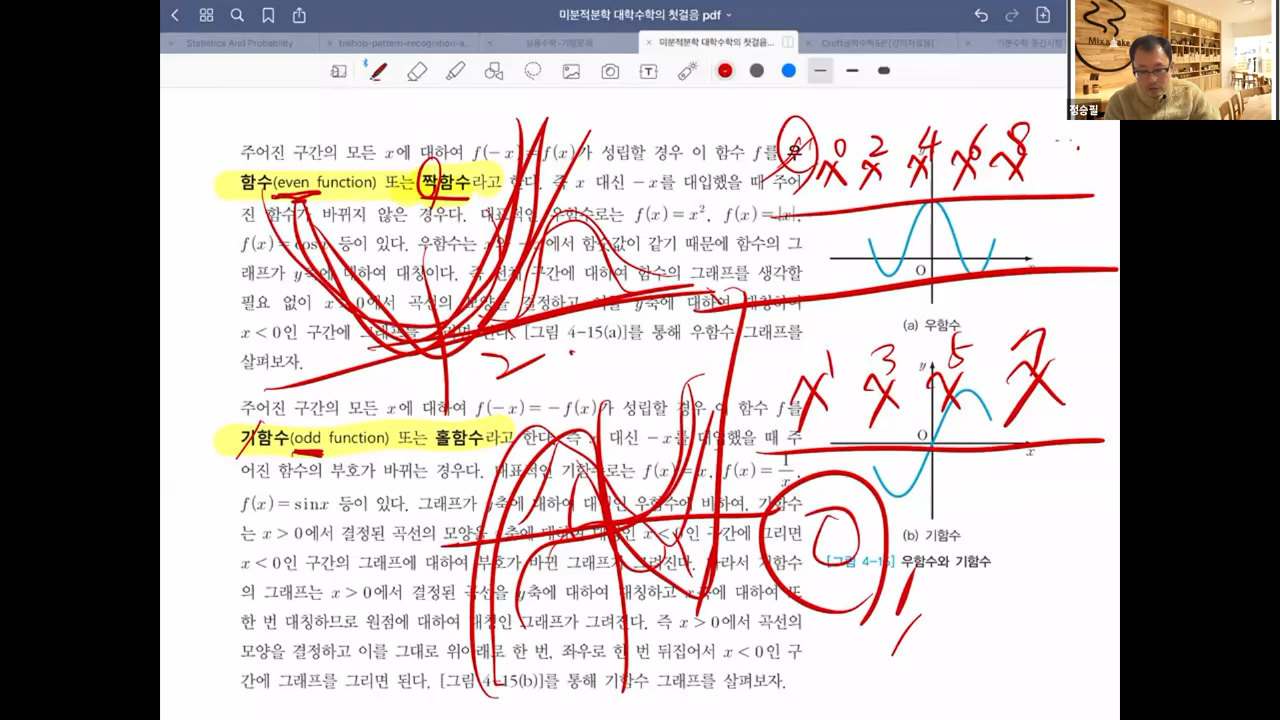 미분적분학 대학수학의 첫걸음 pdf
Statistics And Probability
bishop-pattern-recognition-a...
미분적분학 대학수학의 첫걸음...
Mix&Bake
정승필
주어진 구간의 모든 x에 대하여 f(-x)=f(x)가 성립할 경우 이 함수 f를 우
함수(even function) 또는 짝함수라고 한다. 즉 x 대신 -x를 대입했을 때 주어
진 함수가 바뀌지 않은 경우다. 대표적인 우함수로는 f(x)=x², f(x)=|x|,
f(x)=cosx 등이 있다. 우함수는 x와 -x에서 함숫값이 같기 때문에 함수의 그
래프가 y축에 대하여 대칭이다. 즉 전체 구간에 대하여 함수의 그래프를 생각할
필요 없이 x>0에서 곡선의 모양을 결정하고 이를 y축에 대하여 대칭하여
x<0인 구간에 그래프를 그리면 된다. [그림 4-15(a)]를 통해 우함수 그래프를
살펴보자.
x⁰ x² x⁴ x⁶ x⁸
O
x
(a) 우함수
2
주어진 구간의 모든 x에 대하여 f(-x)=-f(x)가 성립할 경우 이 함수 f를
기함수(odd function) 또는 홀함수라고 한다. 즉 x 대신 -x를 대입했을 때 주
어진 함수의 부호가 바뀌는 경우다. 대표적인 기함수로는 f(x)=x, f(x)=1/x,
f(x)=sinx 등이 있다. 그래프가 y축에 대하여 대칭인 우함수에 비하여, 기함수
는 x>0에서 결정된 곡선의 모양을 y축에 대하여 대칭인 x<0인 구간에 그리면
x<0인 구간의 그래프에 대하여 부호가 바뀐 그래프가 그려진다. 따라서 기함수
의 그래프는 x>0에서 결정된 곡선을 y축에 대하여 대칭하고 x축에 대하여 또
한 번 대칭하므로 원점에 대하여 대칭인 그래프가 그려진다. 즉 x>0에서 곡선의
모양을 결정하고 이를 그대로 위아래로 한 번, 좌우로 한 번 뒤집어서 x<0인 구
간에 그래프를 그리면 된다. [그림 4-15(b)]를 통해 기함수 그래프를 살펴보자.
x¹ x³ x⁵ x⁷
y
O
x
(b) 기함수
[그림 4-15] 우함수와 기함수